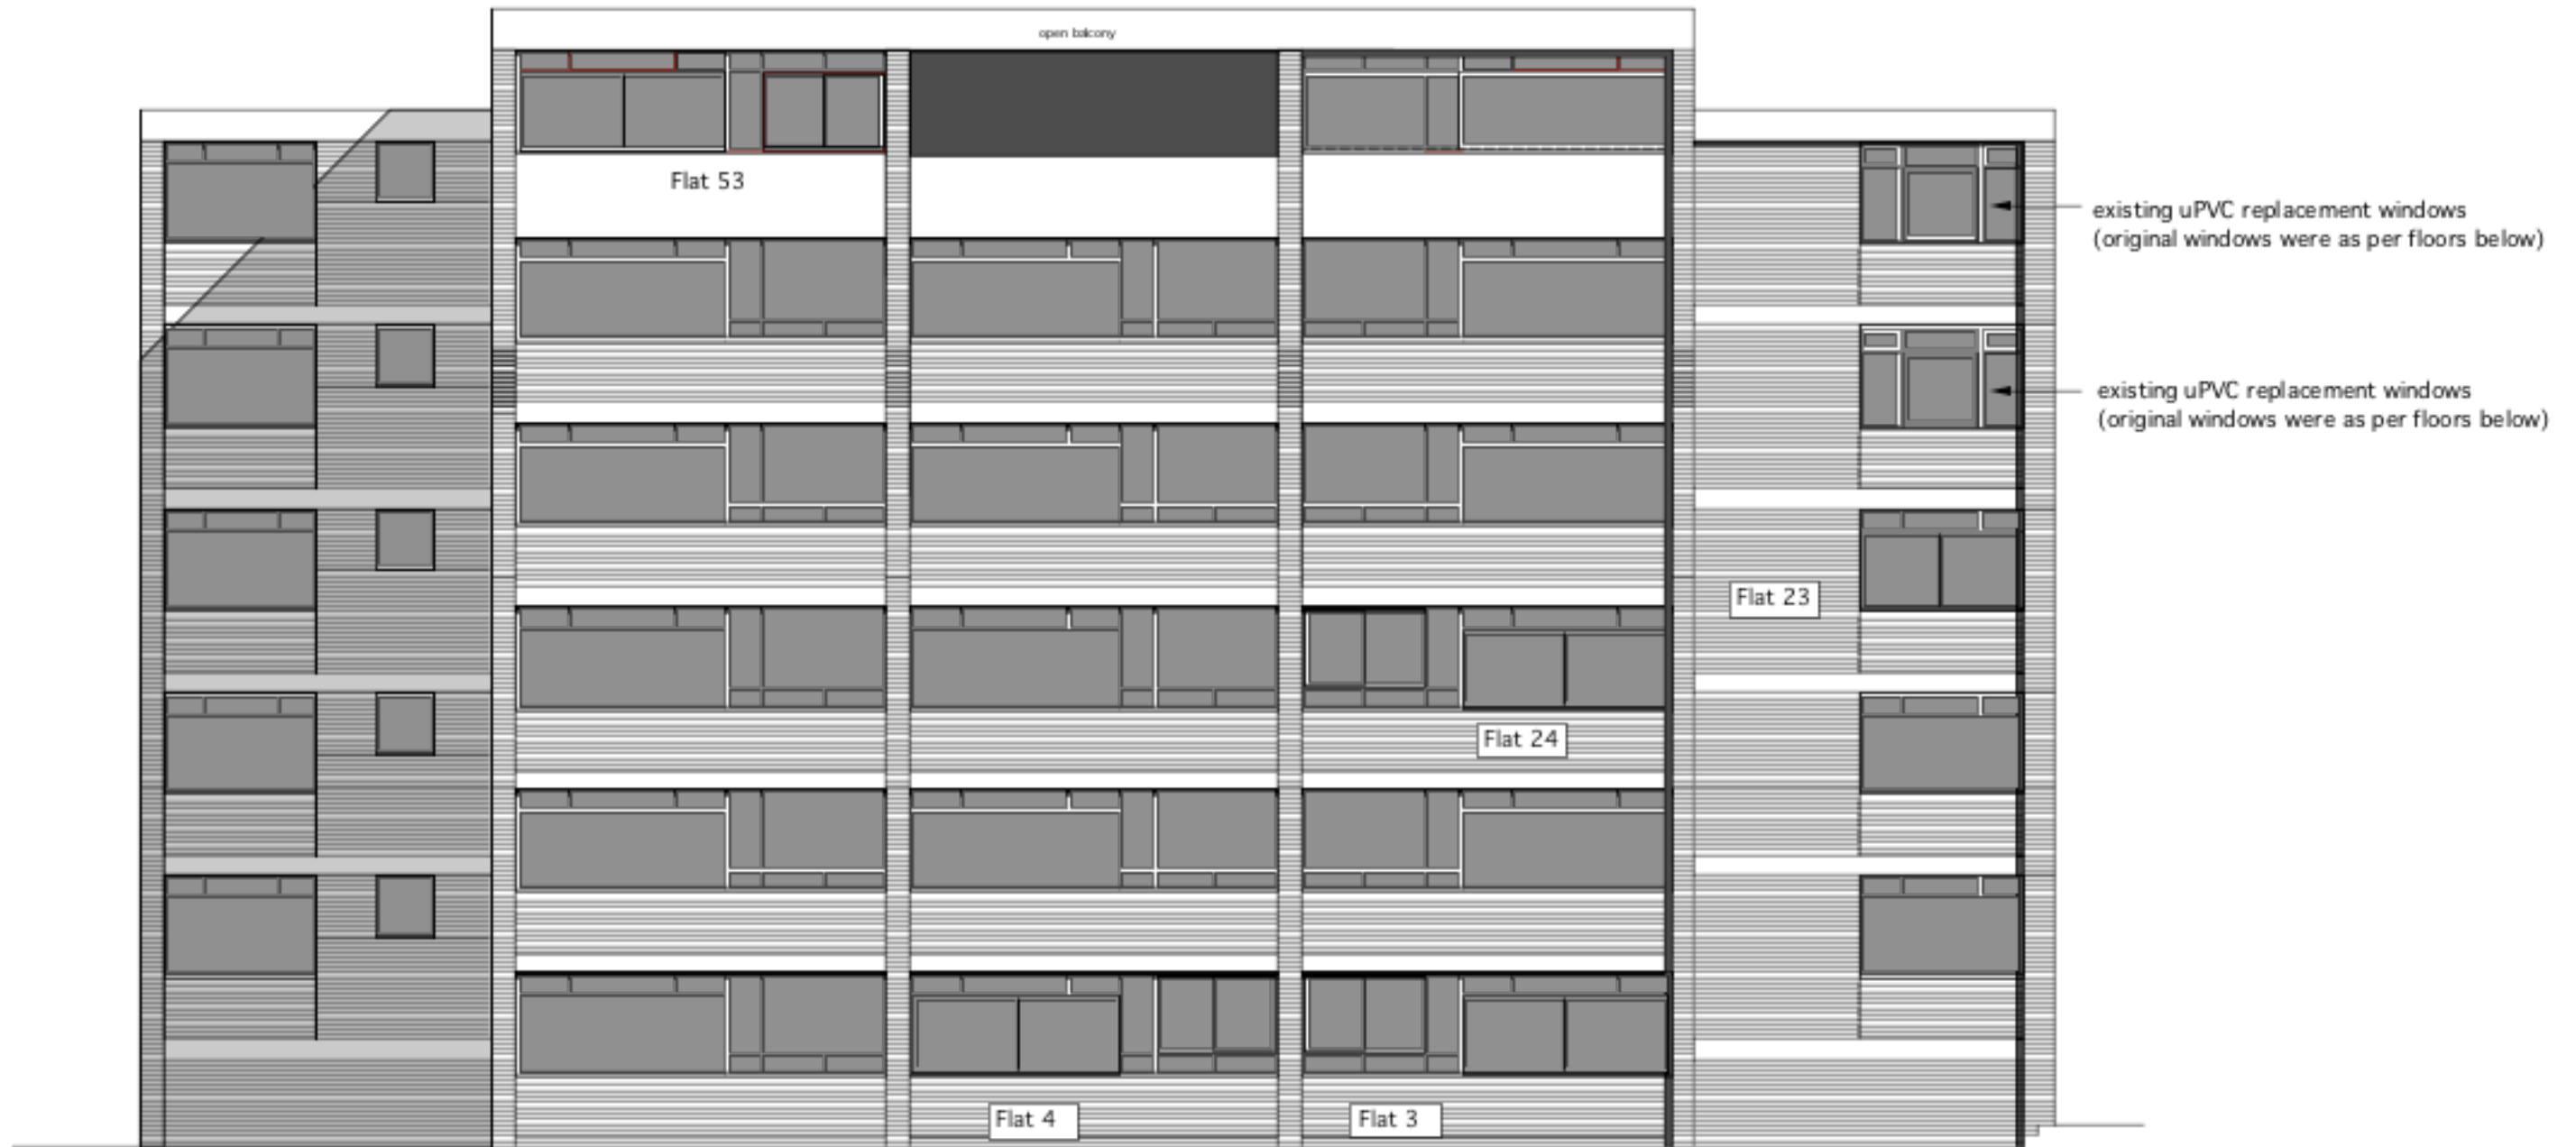 open balcony
Flat 53
existing uPVC replacement windows
(original windows were as per floors below)
existing uPVC replacement windows
(original windows were as per floors below)
Flat 23
Flat 24
Flat 4
Flat 3